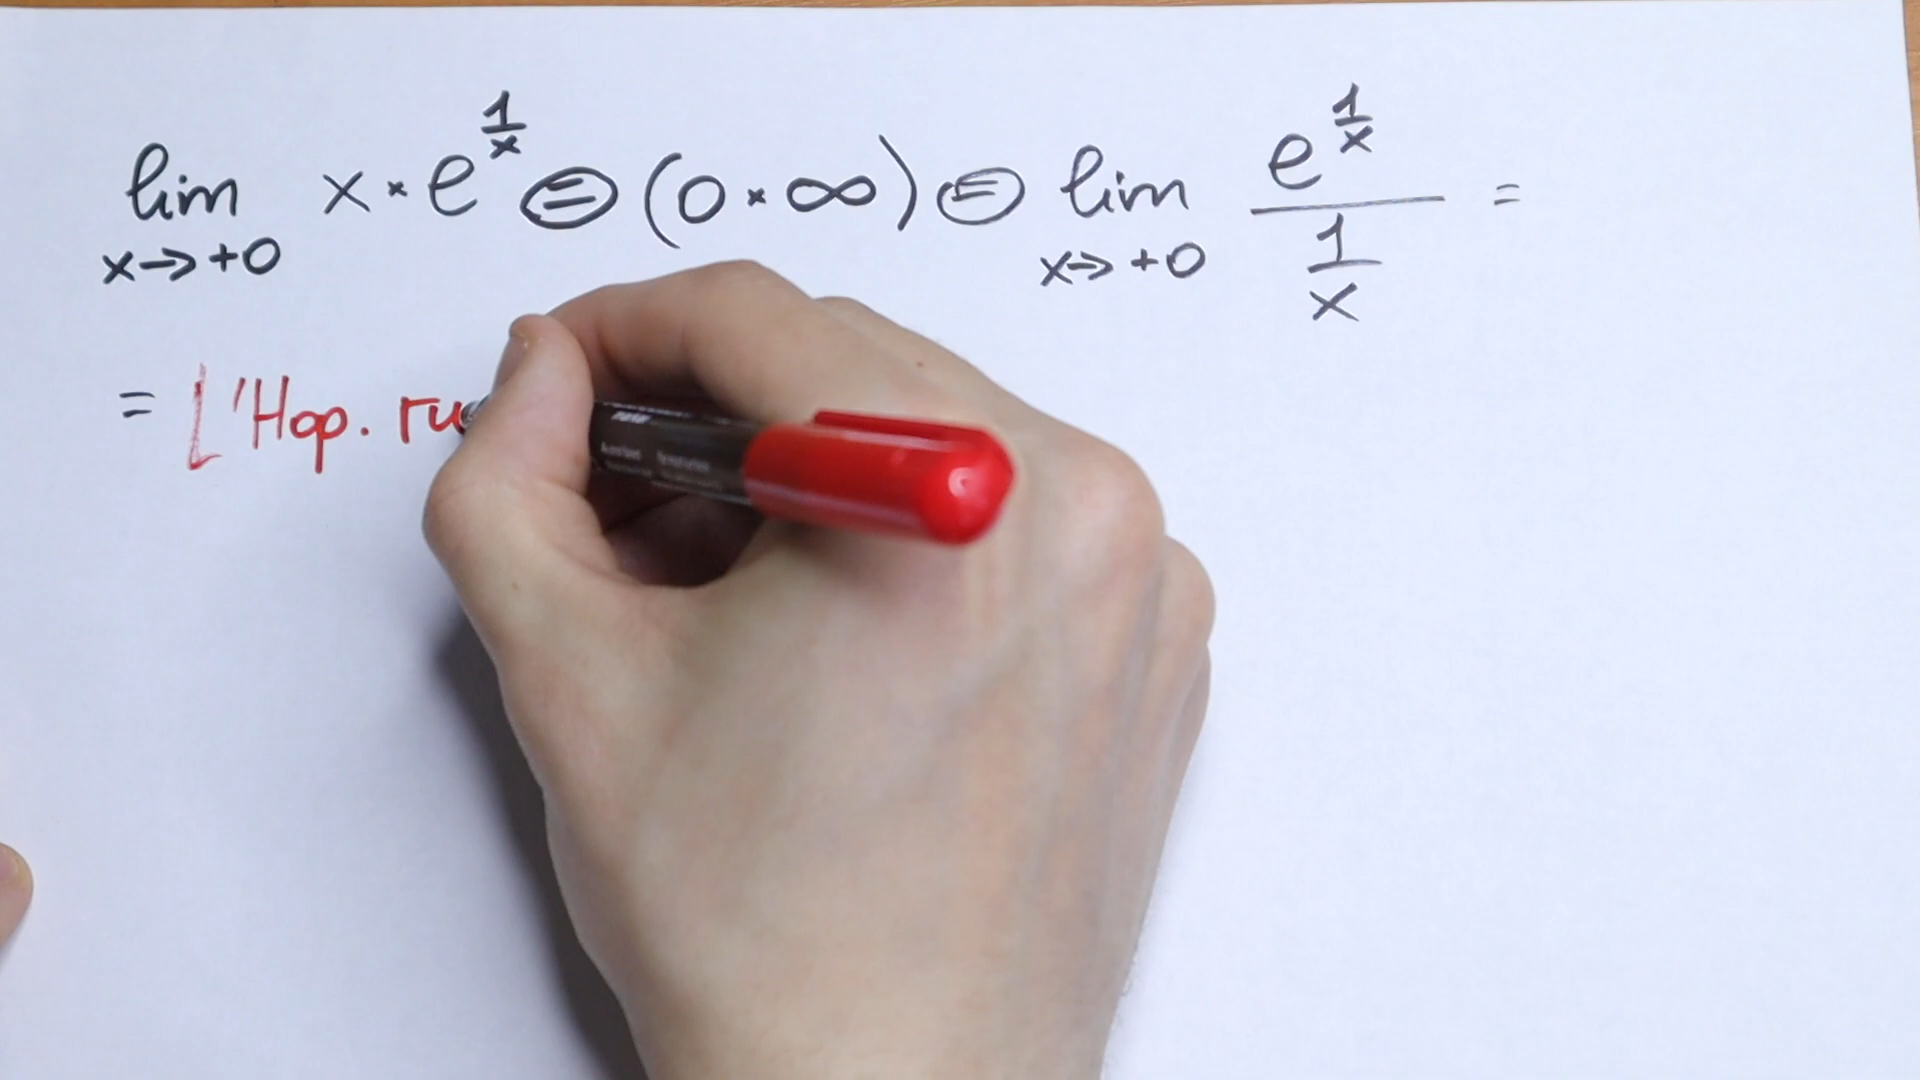 lim x→+0 x · e^(1/x) = (0 · ∞) = lim x→+0 e^(1/x) / (1/x) =
= L'Hop. ru